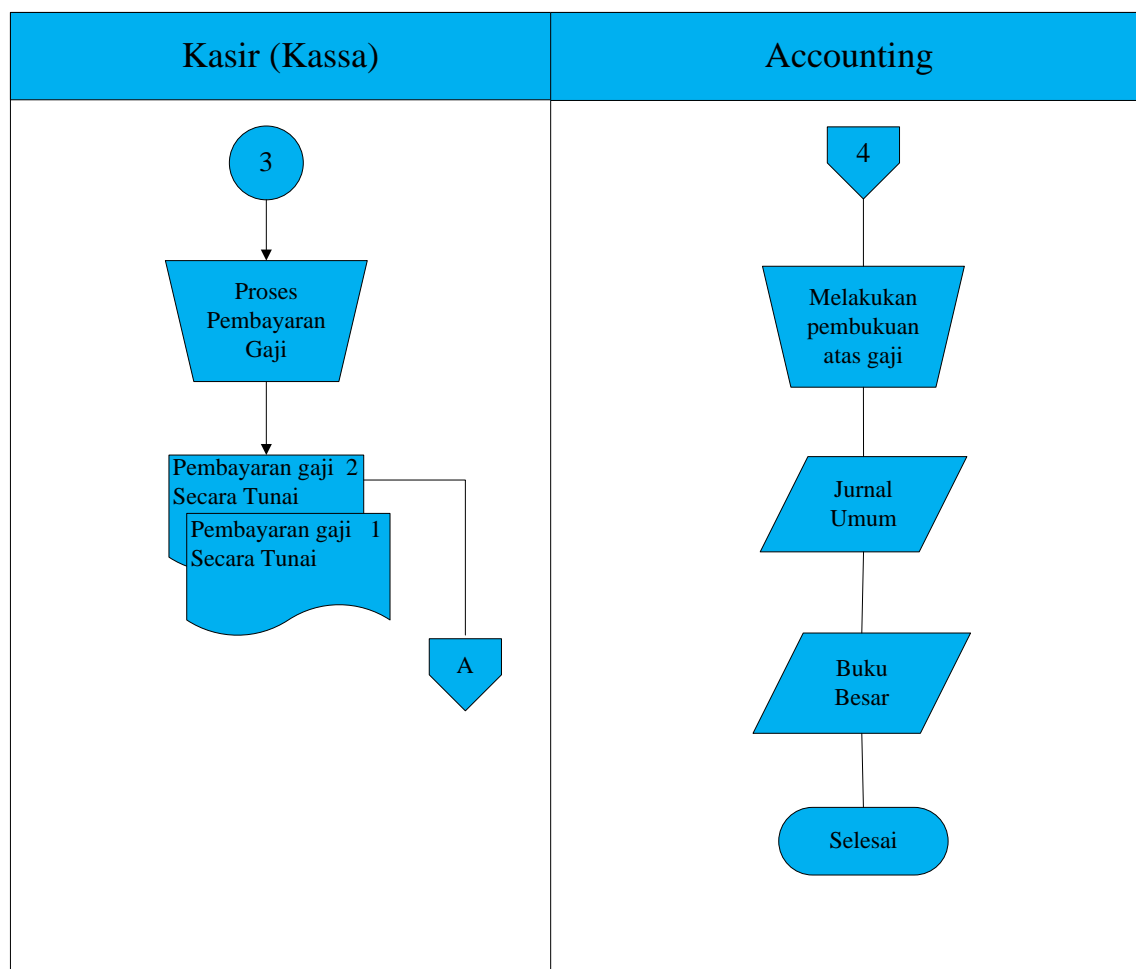 Kasir (Kassa)
Accounting
3
Proses
Pembayaran
Gaji
Pembayaran gaji 2
Secara Tunai
Pembayaran gaji 1
Secara Tunai
A
4
Melakukan
pembukuan
atas gaji
Jurnal
Umum
Buku
Besar
Selesai